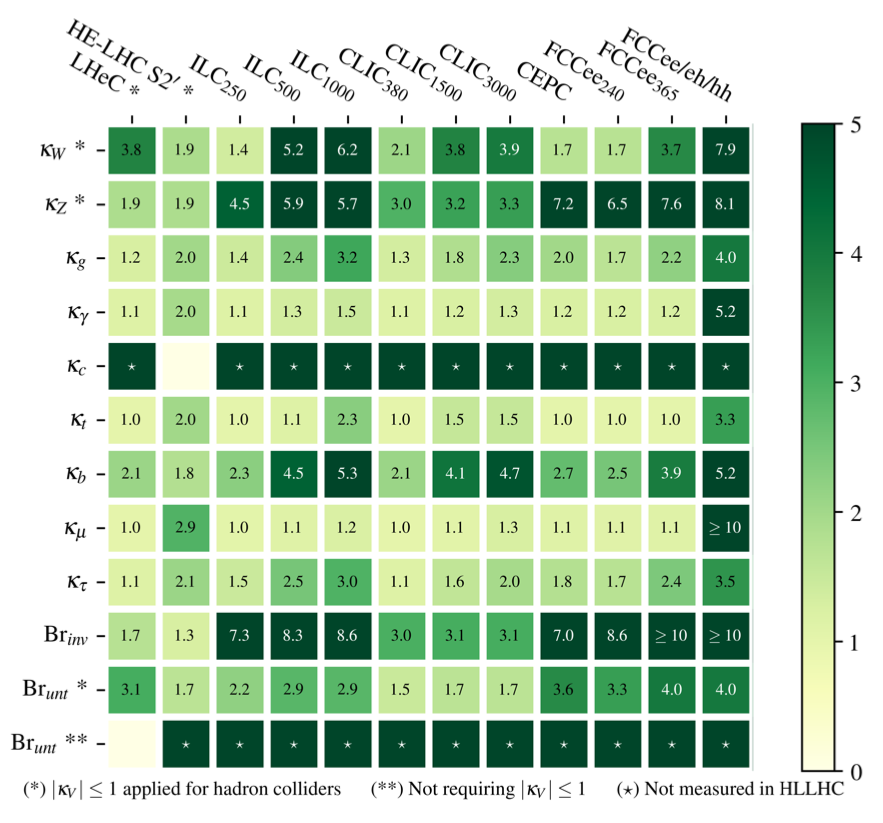 LHeC * HE-LHC S2′ * ILC₂₅₀ ILC₅₀₀ ILC₁₀₀₀ CLIC₃₈₀ CLIC₁₅₀₀ CLIC₃₀₀₀ CEPC FCCee₂₄₀ FCCee₃₆₅ FCCee/eh/hh
κ_W * 3.8 1.9 1.4 5.2 6.2 2.1 3.8 3.9 1.7 1.7 3.7 7.9
κ_Z * 1.9 1.9 4.5 5.9 5.7 3.0 3.2 3.3 7.2 6.5 7.6 8.1
κ_g 1.2 2.0 1.4 2.4 3.2 1.3 1.8 2.3 2.0 1.7 2.2 4.0
κ_γ 1.1 2.0 1.1 1.3 1.5 1.1 1.2 1.3 1.2 1.2 1.2 5.2
κ_c ⋆ ⋆ ⋆ ⋆ ⋆ ⋆ ⋆ ⋆ ⋆ ⋆ ⋆
κ_t 1.0 2.0 1.0 1.1 2.3 1.0 1.5 1.5 1.0 1.0 1.0 3.3
κ_b 2.1 1.8 2.3 4.5 5.3 2.1 4.1 4.7 2.7 2.5 3.9 5.2
κ_μ 1.0 2.9 1.0 1.1 1.2 1.0 1.1 1.3 1.1 1.1 1.1 ≥ 10
κ_τ 1.1 2.1 1.5 2.5 3.0 1.1 1.6 2.0 1.8 1.7 2.4 3.5
Br_inv 1.7 1.3 7.3 8.3 8.6 3.0 3.1 3.1 7.0 8.6 ≥ 10 ≥ 10
Br_unt * 3.1 1.7 2.2 2.9 2.9 1.5 1.7 1.7 3.6 3.3 4.0 4.0
Br_unt ** ⋆ ⋆ ⋆ ⋆ ⋆ ⋆ ⋆ ⋆ ⋆ ⋆ ⋆
5
4
3
2
1
0
(*) |κ_V| ≤ 1 applied for hadron colliders (**) Not requiring |κ_V| ≤ 1 (⋆) Not measured in HLLHC